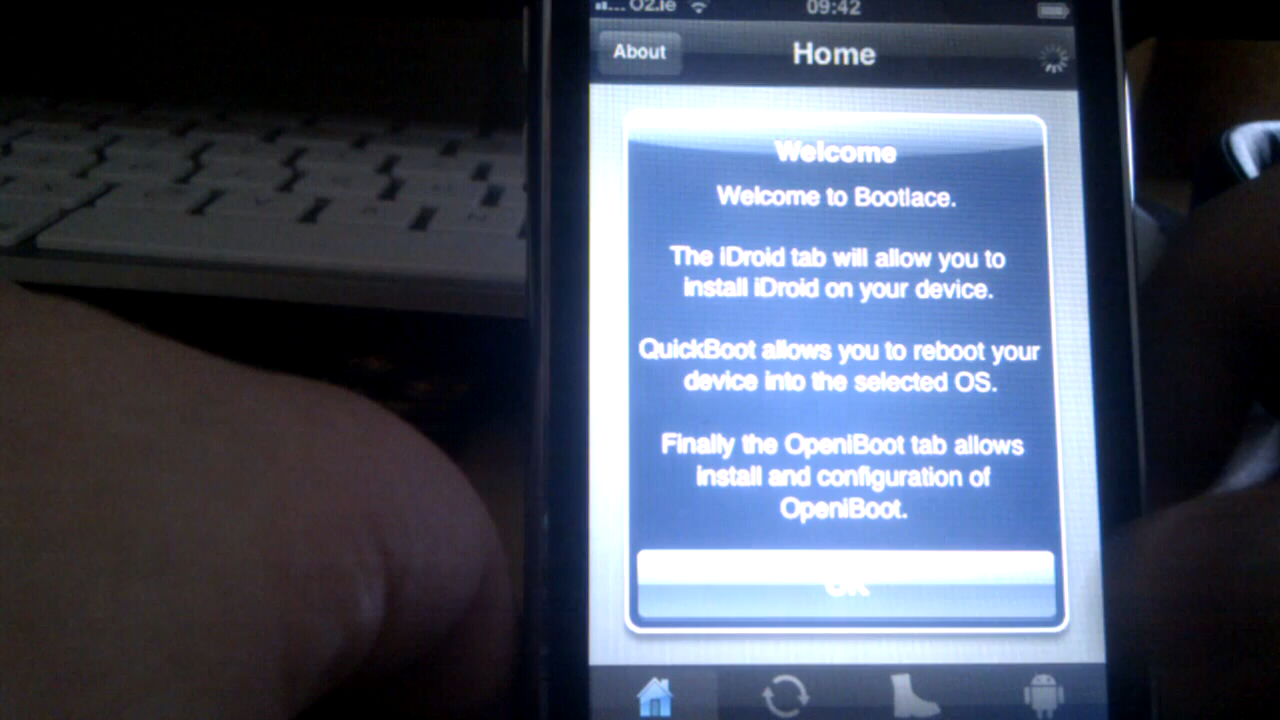 O2.ie 09:42
About Home
Welcome
Welcome to Bootlace.
The iDroid tab will allow you to
install iDroid on your device.
QuickBoot allows you to reboot your
device into the selected OS.
Finally the OpeniBoot tab allows
install and configuration of
OpeniBoot.
OK